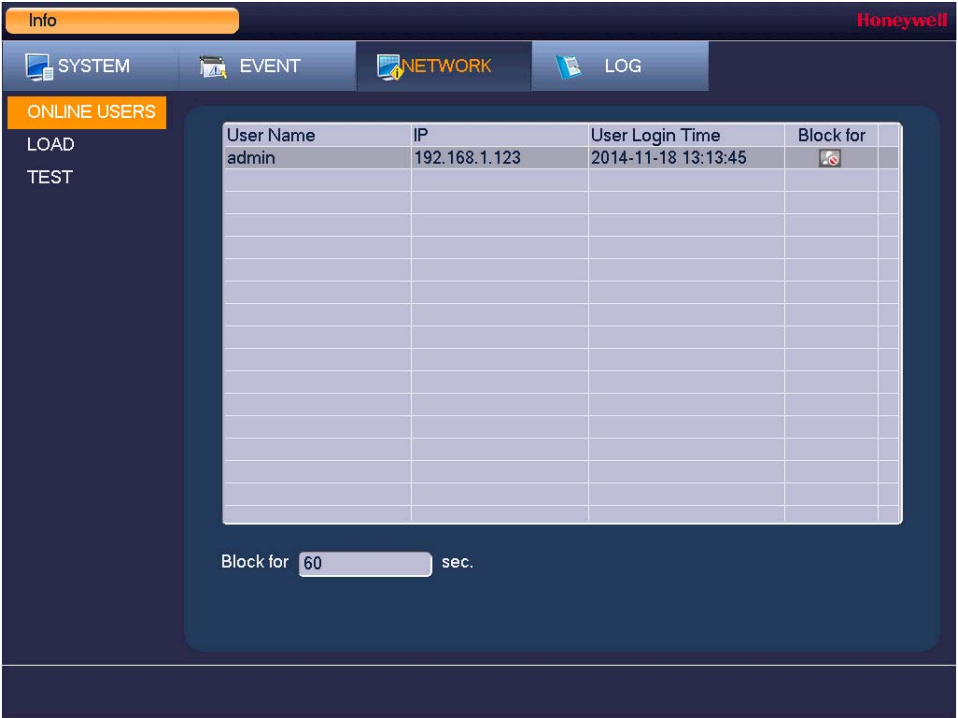 Info Honeywell
SYSTEM EVENT NETWORK LOG
ONLINE USERS
LOAD
TEST
User Name IP User Login Time Block for
admin 192.168.1.123 2014-11-18 13:13:45
Block for 60 sec.